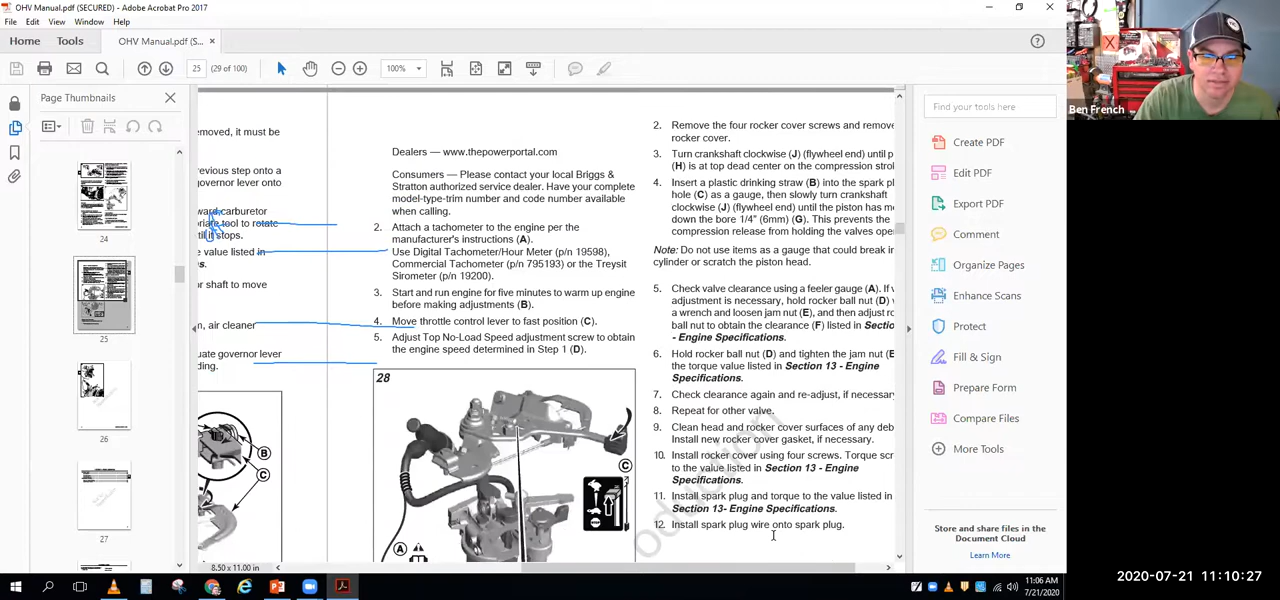 OHV Manual.pdf (SECURED) - Adobe Acrobat Pro 2017
File Edit View Window Help
Home Tools OHV Manual.pdf (S... ×
25 (29 of 100) 100%
Page Thumbnails
24
25
26
27
emoved, it must be
revious step onto a
governor lever onto
ward carburetor
tool to rotate
til it stops.
e value listed in
s.
or shaft to move
n, air cleaner
uate governor lever
ding.
B
C
Dealers — www.thepowerportal.com
Consumers — Please contact your local Briggs &
Stratton authorized service dealer. Have your complete
model-type-trim number and code number available
when calling.
2. Attach a tachometer to the engine per the
manufacturer's instructions (A).
Use Digital Tachometer/Hour Meter (p/n 19598),
Commercial Tachometer (p/n 795193) or the Treysit
Sirometer (p/n 19200).
3. Start and run engine for five minutes to warm up engine
before making adjustments (B).
4. Move throttle control lever to fast position (C).
5. Adjust Top No-Load Speed adjustment screw to obtain
the engine speed determined in Step 1 (D).
28
C
A
STOP
2. Remove the four rocker cover screws and remove
rocker cover.
3. Turn crankshaft clockwise (J) (flywheel end) until p
(H) is at top dead center on the compression strol
4. Insert a plastic drinking straw (B) into the spark pl
hole (C) as a gauge, then slowly turn crankshaft
clockwise (J) (flywheel end) until the piston has m
down the bore 1/4" (6mm) (G). This prevents the
compression release from holding the valves ope
Note: Do not use items as a gauge that could break in
cylinder or scratch the piston head.
5. Check valve clearance using a feeler gauge (A). If v
adjustment is necessary, hold rocker ball nut (D) v
a wrench and loosen jam nut (E), and then adjust ro
ball nut to obtain the clearance (F) listed in Sectio
- Engine Specifications.
6. Hold rocker ball nut (D) and tighten the jam nut (E
the torque value listed in Section 13 - Engine
Specifications.
7. Check clearance again and re-adjust, if necessary
8. Repeat for other valve.
9. Clean head and rocker cover surfaces of any deb
Install new rocker cover gasket, if necessary.
10. Install rocker cover using four screws. Torque scr
to the value listed in Section 13 - Engine
Specifications.
11. Install spark plug and torque to the value listed in
Section 13- Engine Specifications.
12. Install spark plug wire onto spark plug.
oduction
8.50 x 11.00 in
Find your tools here
Create PDF
Edit PDF
Export PDF
Comment
Organize Pages
Enhance Scans
Protect
Fill & Sign
Prepare Form
Compare Files
More Tools
Store and share files in the
Document Cloud
Learn More
Ben French
11:06 AM
7/21/2020
2020-07-21 11:10:27